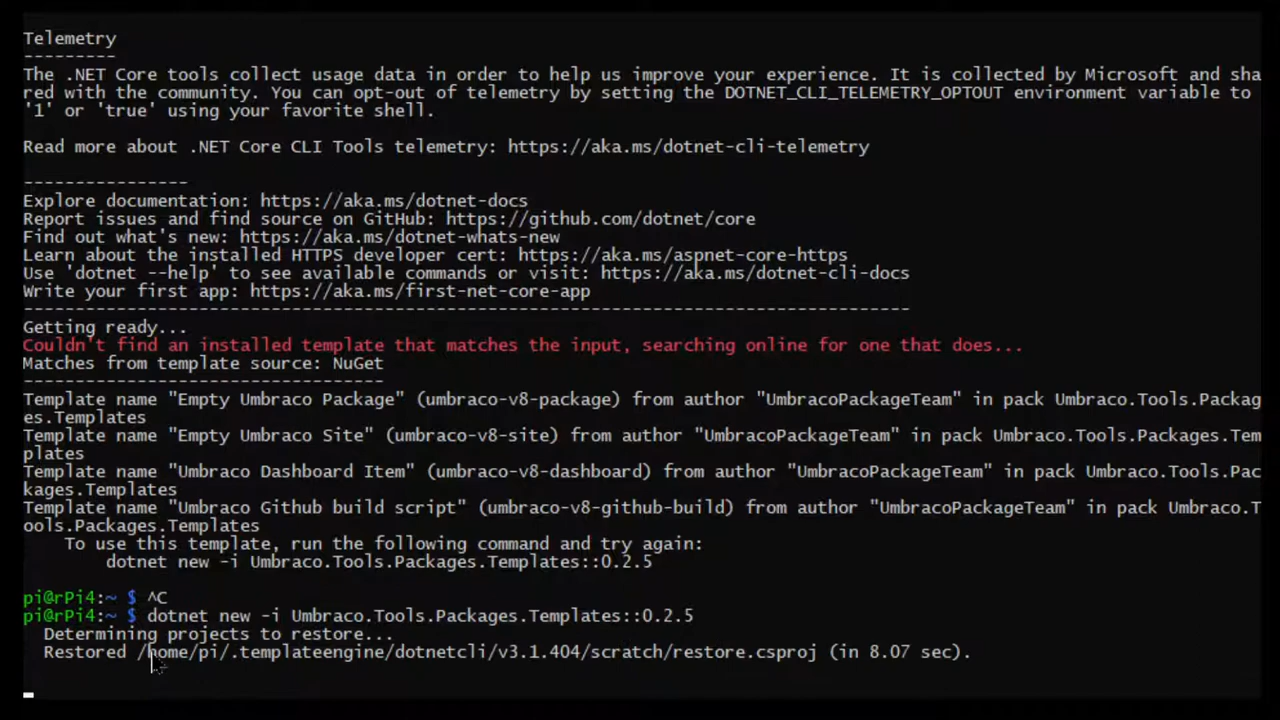 Telemetry
---------
The .NET Core tools collect usage data in order to help us improve your experience. It is collected by Microsoft and sha
red with the community. You can opt-out of telemetry by setting the DOTNET_CLI_TELEMETRY_OPTOUT environment variable to
'1' or 'true' using your favorite shell.
Read more about .NET Core CLI Tools telemetry: https://aka.ms/dotnet-cli-telemetry
----------------
Explore documentation: https://aka.ms/dotnet-docs
Report issues and find source on GitHub: https://github.com/dotnet/core
Find out what's new: https://aka.ms/dotnet-whats-new
Learn about the installed HTTPS developer cert: https://aka.ms/aspnet-core-https
Use 'dotnet --help' to see available commands or visit: https://aka.ms/dotnet-cli-docs
Write your first app: https://aka.ms/first-net-core-app
--------------------------------------------------------------------------------------
Getting ready...
Couldn't find an installed template that matches the input, searching online for one that does...
Matches from template source: NuGet
-----------------------------------
Template name "Empty Umbraco Package" (umbraco-v8-package) from author "UmbracoPackageTeam" in pack Umbraco.Tools.Packag
es.Templates
Template name "Empty Umbraco Site" (umbraco-v8-site) from author "UmbracoPackageTeam" in pack Umbraco.Tools.Packages.Tem
plates
Template name "Umbraco Dashboard Item" (umbraco-v8-dashboard) from author "UmbracoPackageTeam" in pack Umbraco.Tools.Pac
kages.Templates
Template name "Umbraco Github build script" (umbraco-v8-github-build) from author "UmbracoPackageTeam" in pack Umbraco.T
ools.Packages.Templates
To use this template, run the following command and try again:
dotnet new -i Umbraco.Tools.Packages.Templates::0.2.5
pi@rPi4:~ $ ^C
pi@rPi4:~ $ dotnet new -i Umbraco.Tools.Packages.Templates::0.2.5
Determining projects to restore...
Restored /home/pi/.templateengine/dotnetcli/v3.1.404/scratch/restore.csproj (in 8.07 sec).